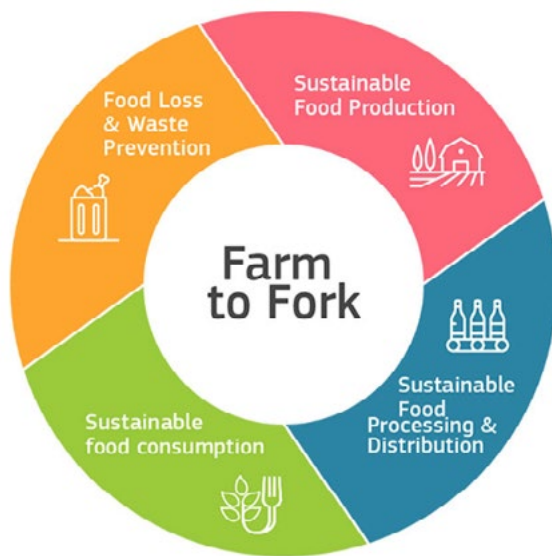 Farm
to Fork
Sustainable
Food Production
Sustainable
Food
Processing &
Distribution
Sustainable
food consumption
Food Loss
& Waste
Prevention